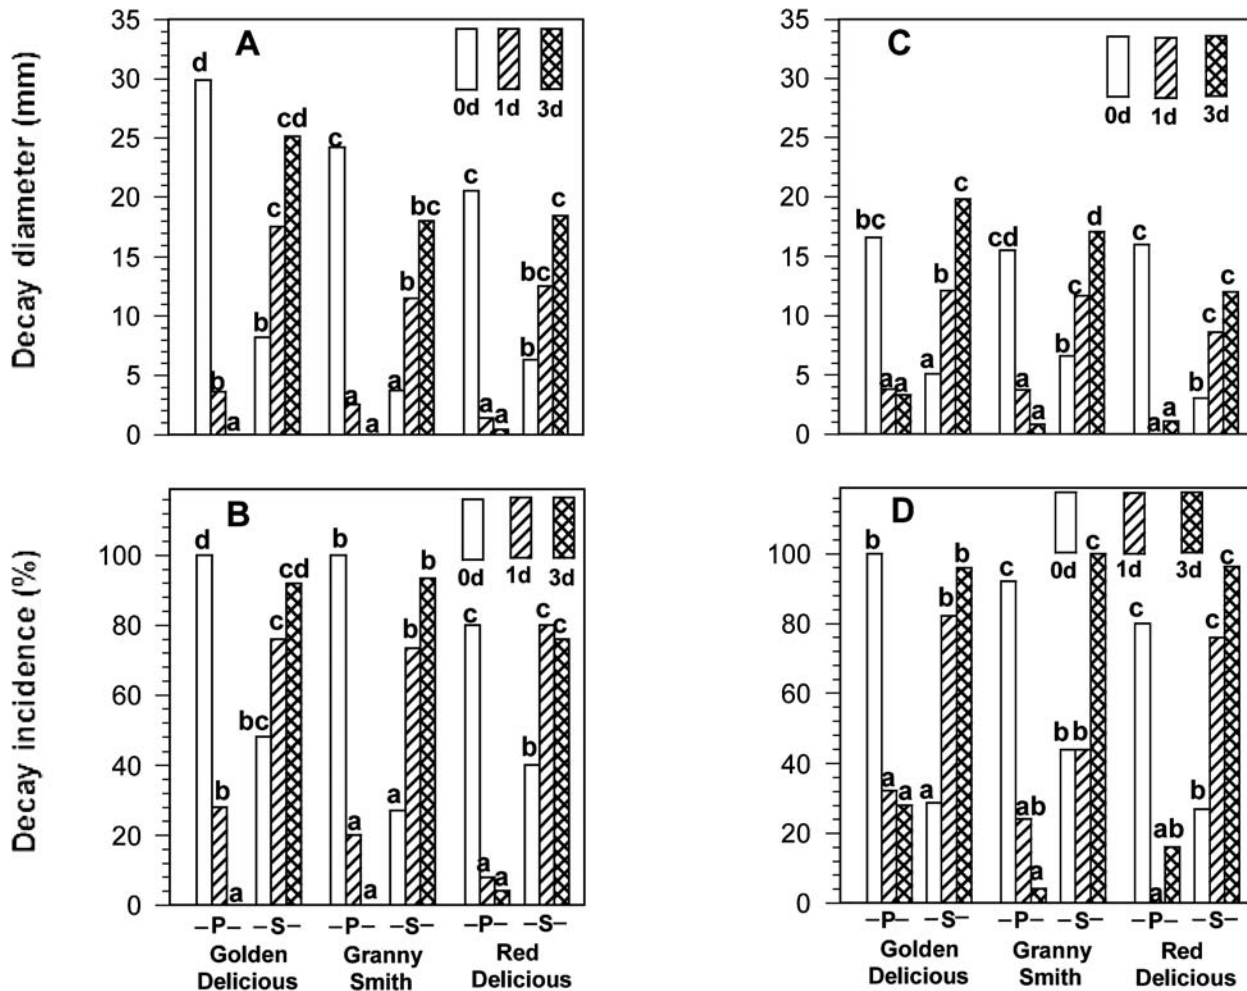 Decay diameter (mm)
35
30
25
20
15
10
5
0
A
0d 1d 3d
d
b
a
b
c
cd
c
a
a
a
b
bc
c
a
a
b
bc
c
35
30
25
20
15
10
5
0
C
0d 1d 3d
bc
a
a
a
b
c
cd
a
a
b
c
d
c
a
a
b
c
c
Decay incidence (%)
100
80
60
40
20
0
B
0d 1d 3d
d
b
a
bc
c
cd
b
a
a
a
b
b
c
a
a
b
c
c
–P– –S– –P– –S– –P– –S–
Golden Granny Red
Delicious Smith Delicious
100
80
60
40
20
0
D
0d 1d 3d
b
a
a
a
b
b
c
ab
a
b
b
c
c
a
ab
b
c
c
–P– –S– –P– –S– –P– –S–
Golden Granny Red
Delicious Smith Delicious